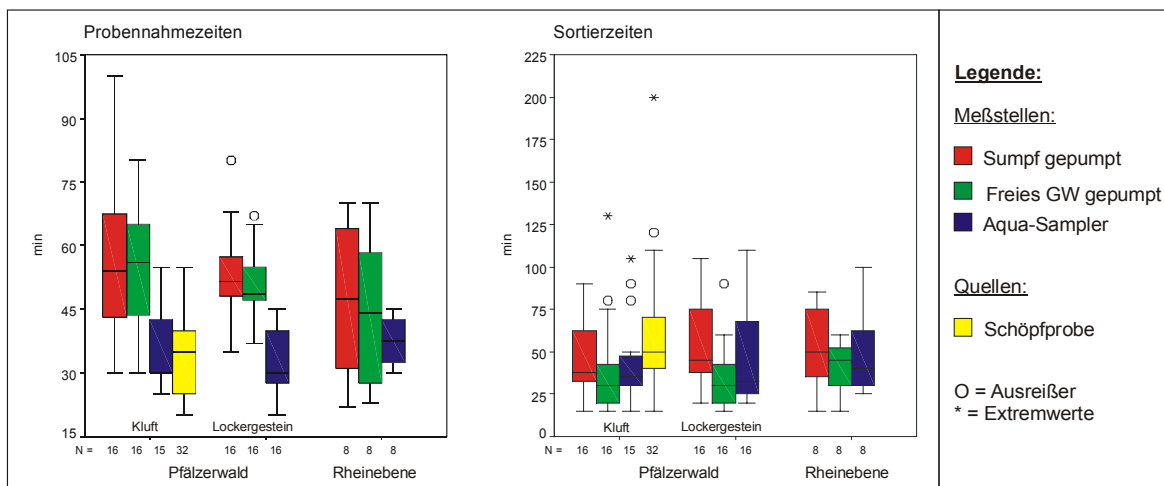 Probennahmezeiten
105
90
75
60
45
30
15
min
Kluft
Lockergestein
N = 16 16 15 32 16 16 16 8 8 8
Pfälzerwald
Rheinebene
Sortierzeiten
225
200
175
150
125
100
75
50
25
0
min
Kluft
Lockergestein
N = 16 16 15 32 16 16 16 8 8 8
Pfälzerwald
Rheinebene
Legende:
Meßstellen:
Sumpf gepumpt
Freies GW gepumpt
Aqua-Sampler
Quellen:
Schöpfprobe
O = Ausreißer
* = Extremwerte